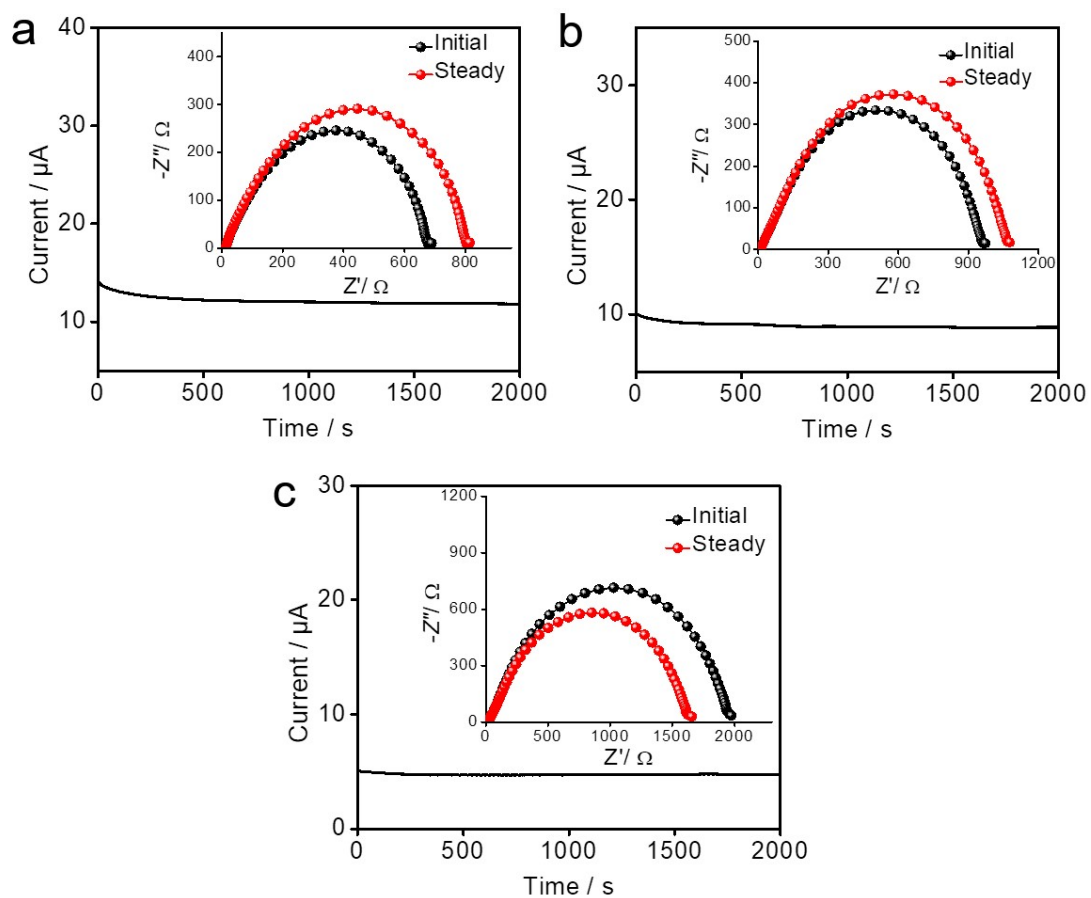 a
40
30
20
10
Current / µA
0
500
1000
1500
2000
Time / s
400
300
200
100
0
-Z''/ Ω
0
200
400
600
800
Z'/ Ω
Initial
Steady
b
30
20
10
Current / µA
0
500
1000
1500
2000
Time / s
500
400
300
200
100
0
-Z''/ Ω
0
300
600
900
1200
Z'/ Ω
Initial
Steady
c
30
20
10
0
Current / µA
0
500
1000
1500
2000
Time / s
1200
900
600
300
0
-Z''/ Ω
0
500
1000
1500
2000
Z'/ Ω
Initial
Steady